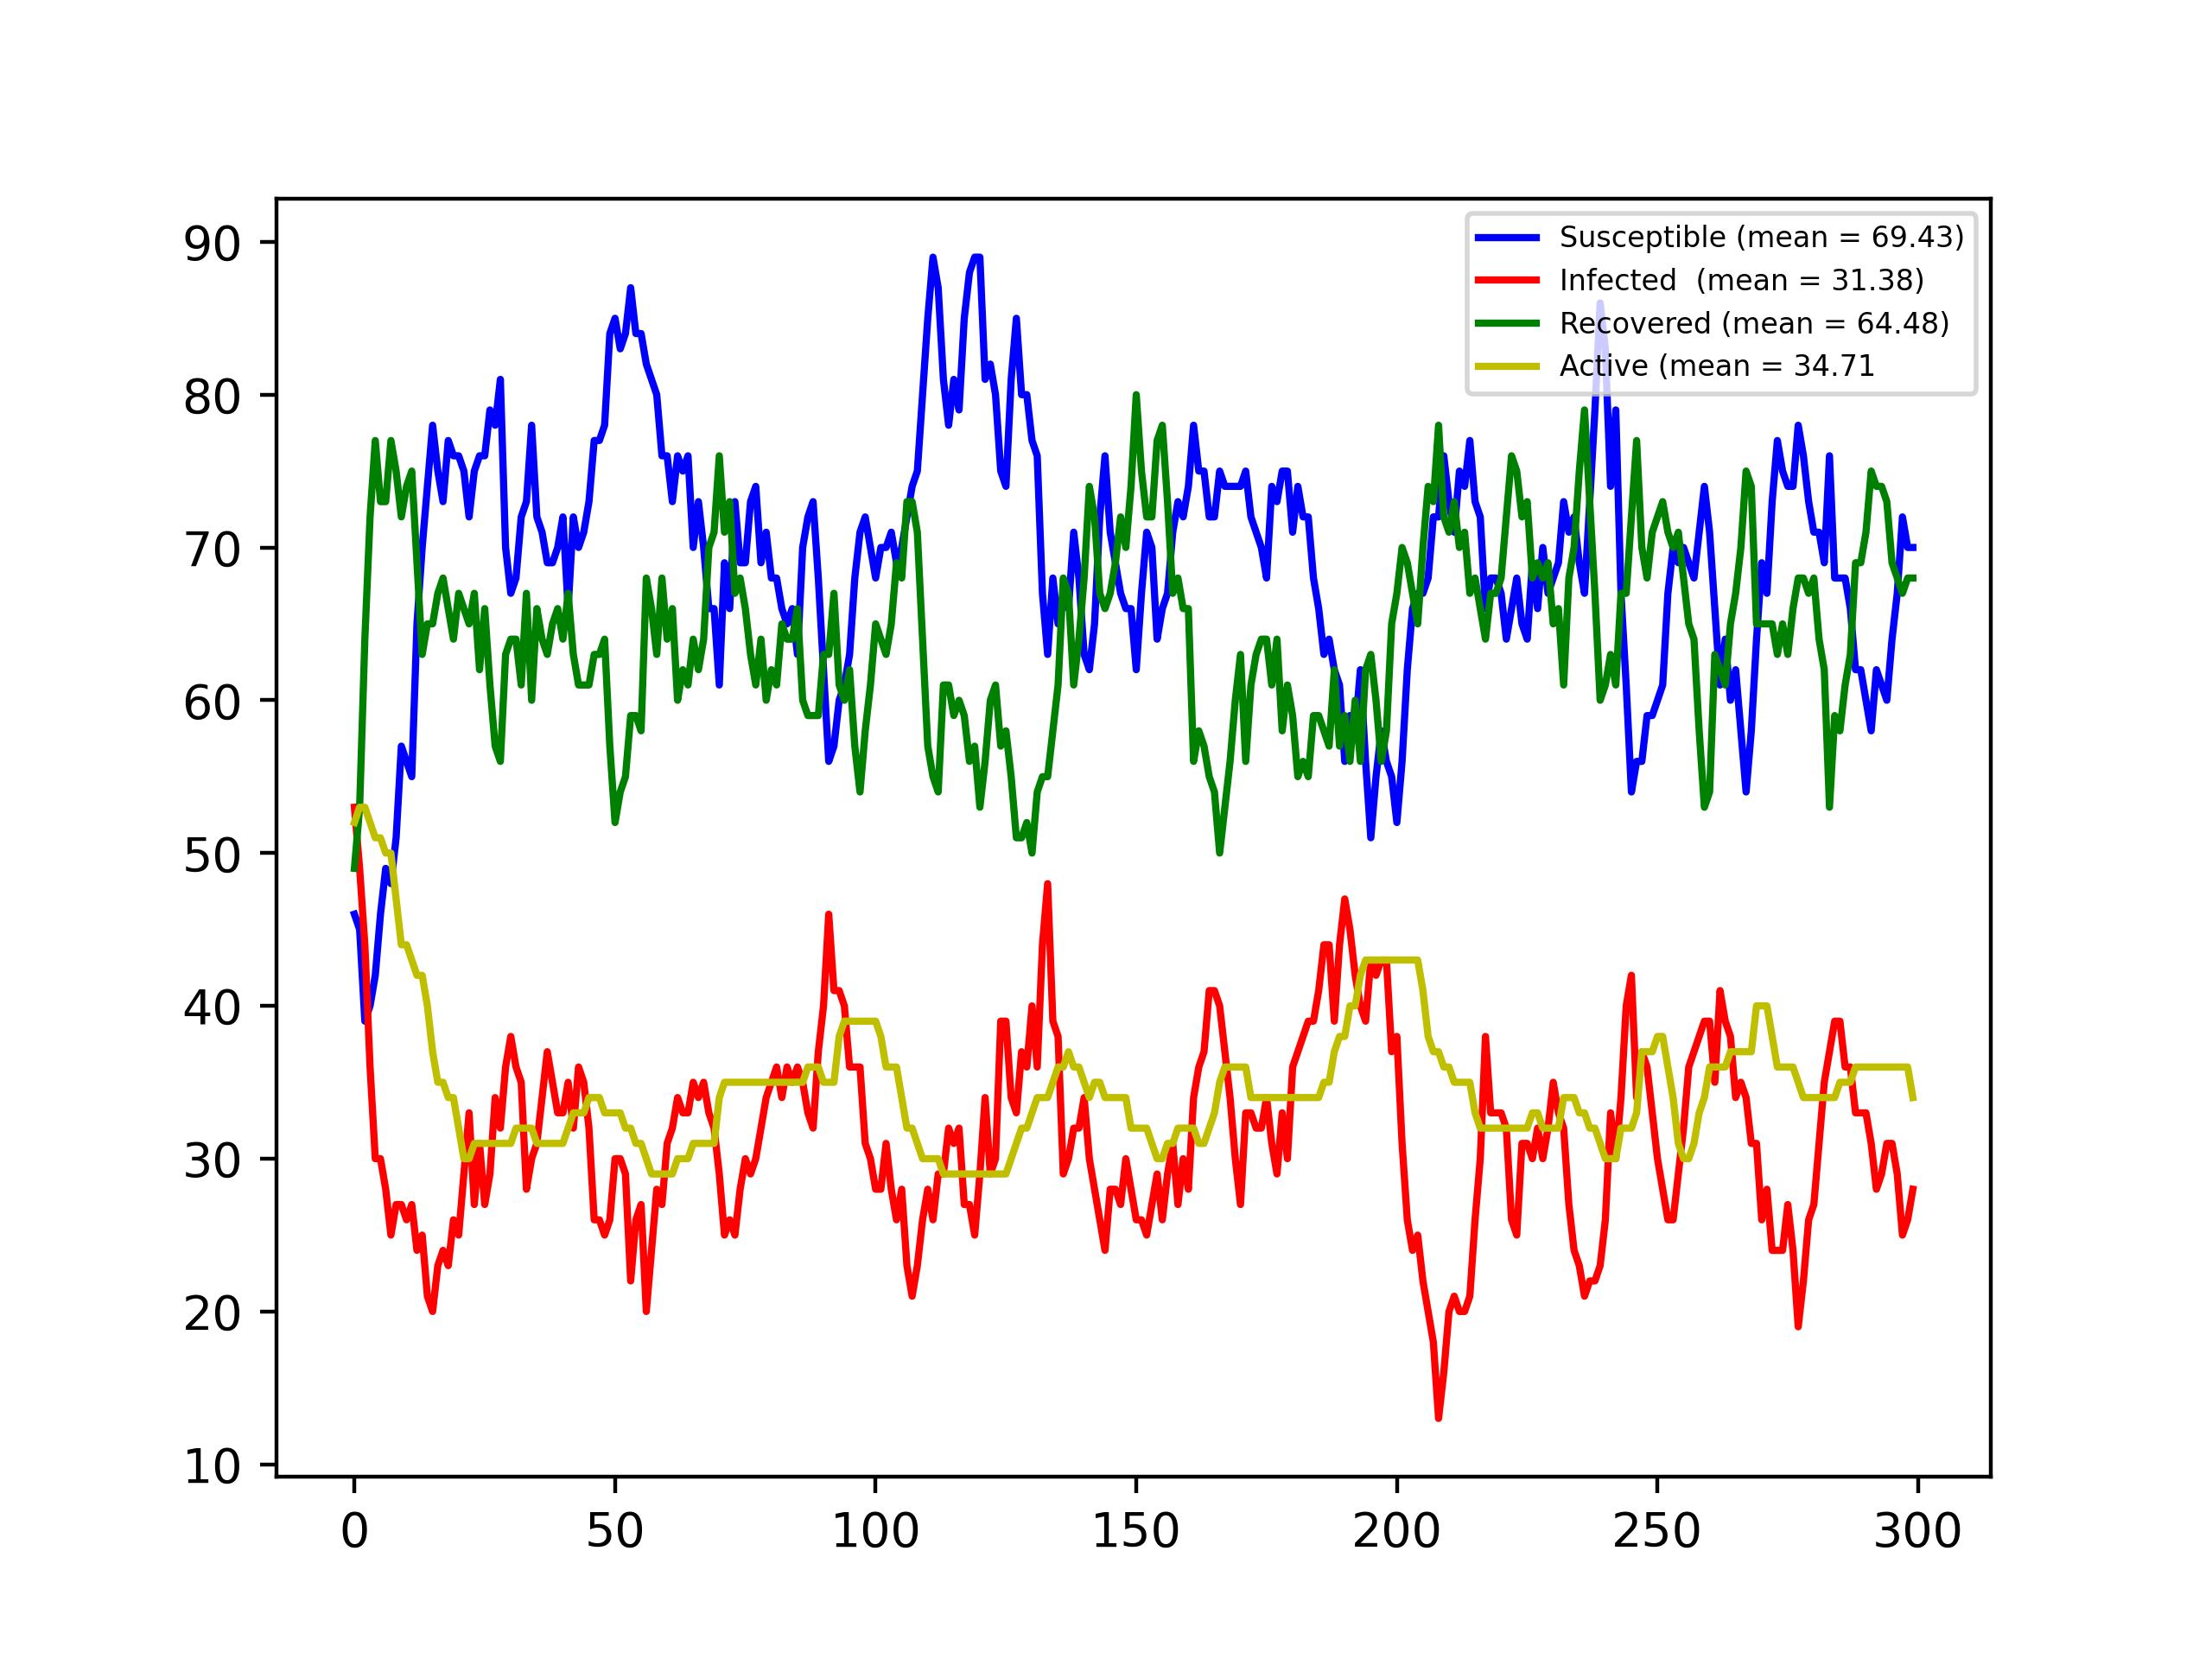 90
80
70
60
50
40
30
20
10
0 50 100 150 200 250 300
Susceptible (mean = 69.43)
Infected  (mean = 31.38)
Recovered (mean = 64.48)
Active (mean = 34.71